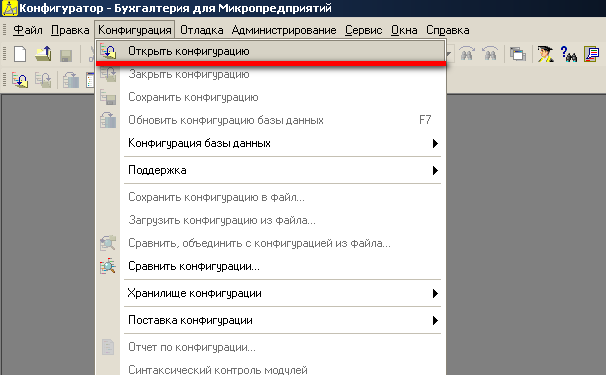 Конфигуратор - Бухгалтерия для Микропредприятий
Файл Правка Конфигурация Отладка Администрирование Сервис Окна Справка
Открыть конфигурацию
Закрыть конфигурацию
Сохранить конфигурацию
Обновить конфигурацию базы данных F7
Конфигурация базы данных
Поддержка
Сохранить конфигурацию в файл...
Загрузить конфигурацию из файла...
Сравнить, объединить с конфигурацией из файла...
Сравнить конфигурации...
Хранилище конфигурации
Поставка конфигурации
Отчет по конфигурации...
Синтаксический контроль модулей